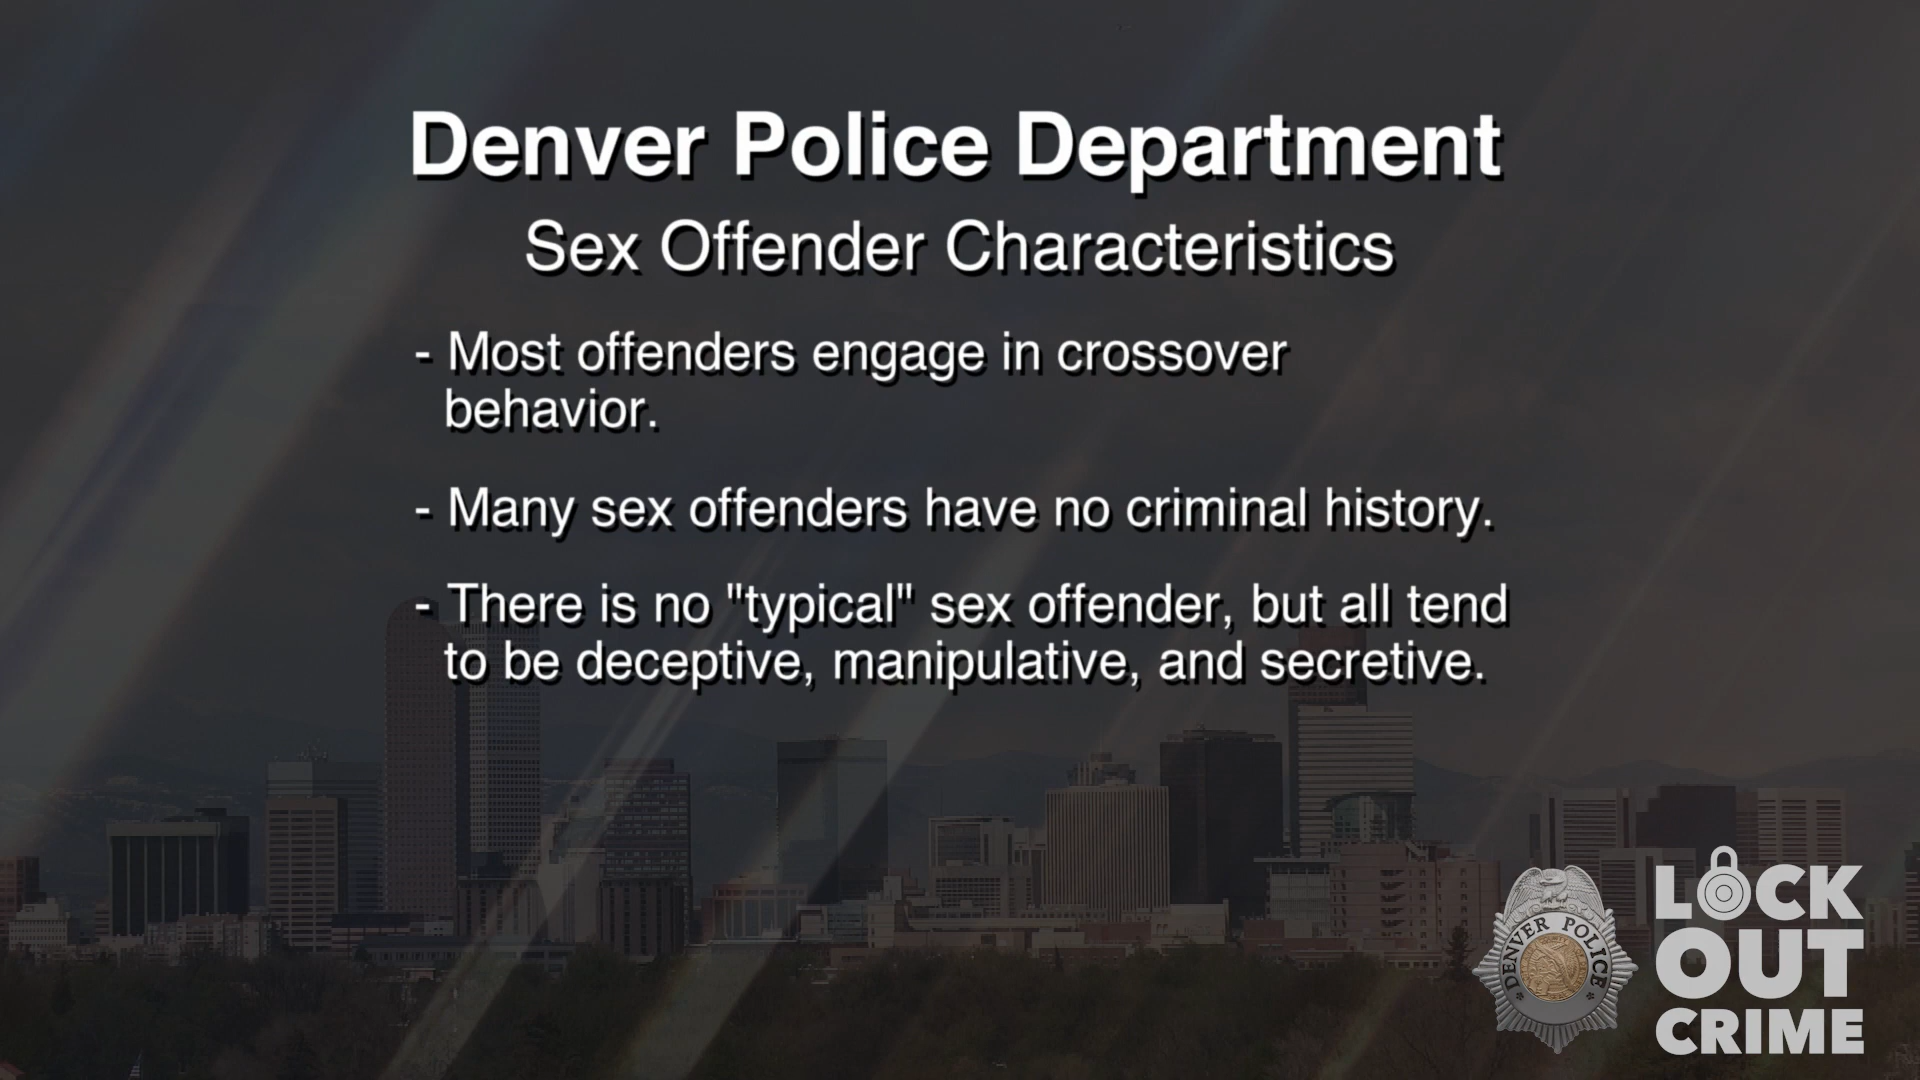 Denver Police Department
Sex Offender Characteristics
- Most offenders engage in crossover
behavior.
- Many sex offenders have no criminal history.
- There is no "typical" sex offender, but all tend
to be deceptive, manipulative, and secretive.
DENVER POLICE
LOCK
OUT
CRIME